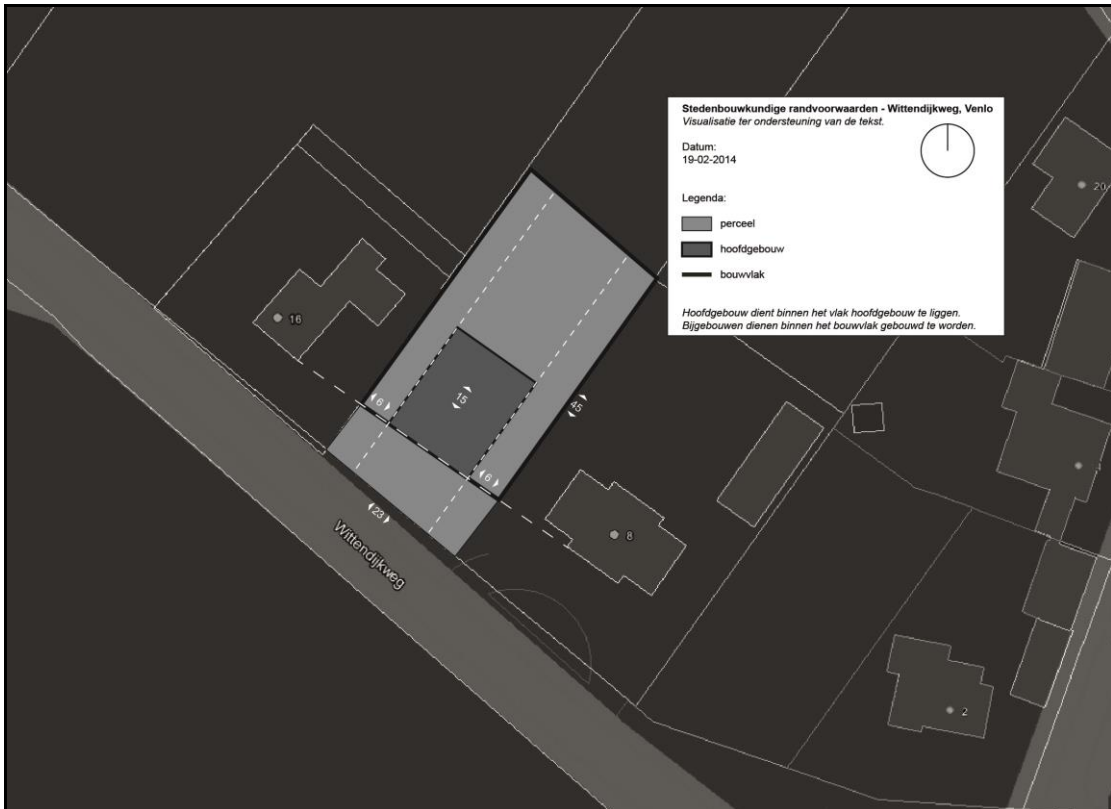 Stedenbouwkundige randvoorwaarden - Wittendijkweg, Venlo
Visualisatie ter ondersteuning van de tekst.
Datum:
19-02-2014
Legenda:
perceel
hoofdgebouw
bouwvlak
Hoofdgebouw dient binnen het vlak hoofdgebouw te liggen.
Bijgebouwen dienen binnen het bouwvlak gebouwd te worden.
20
16
15
6
45
6
23
8
Wittendijkweg
2